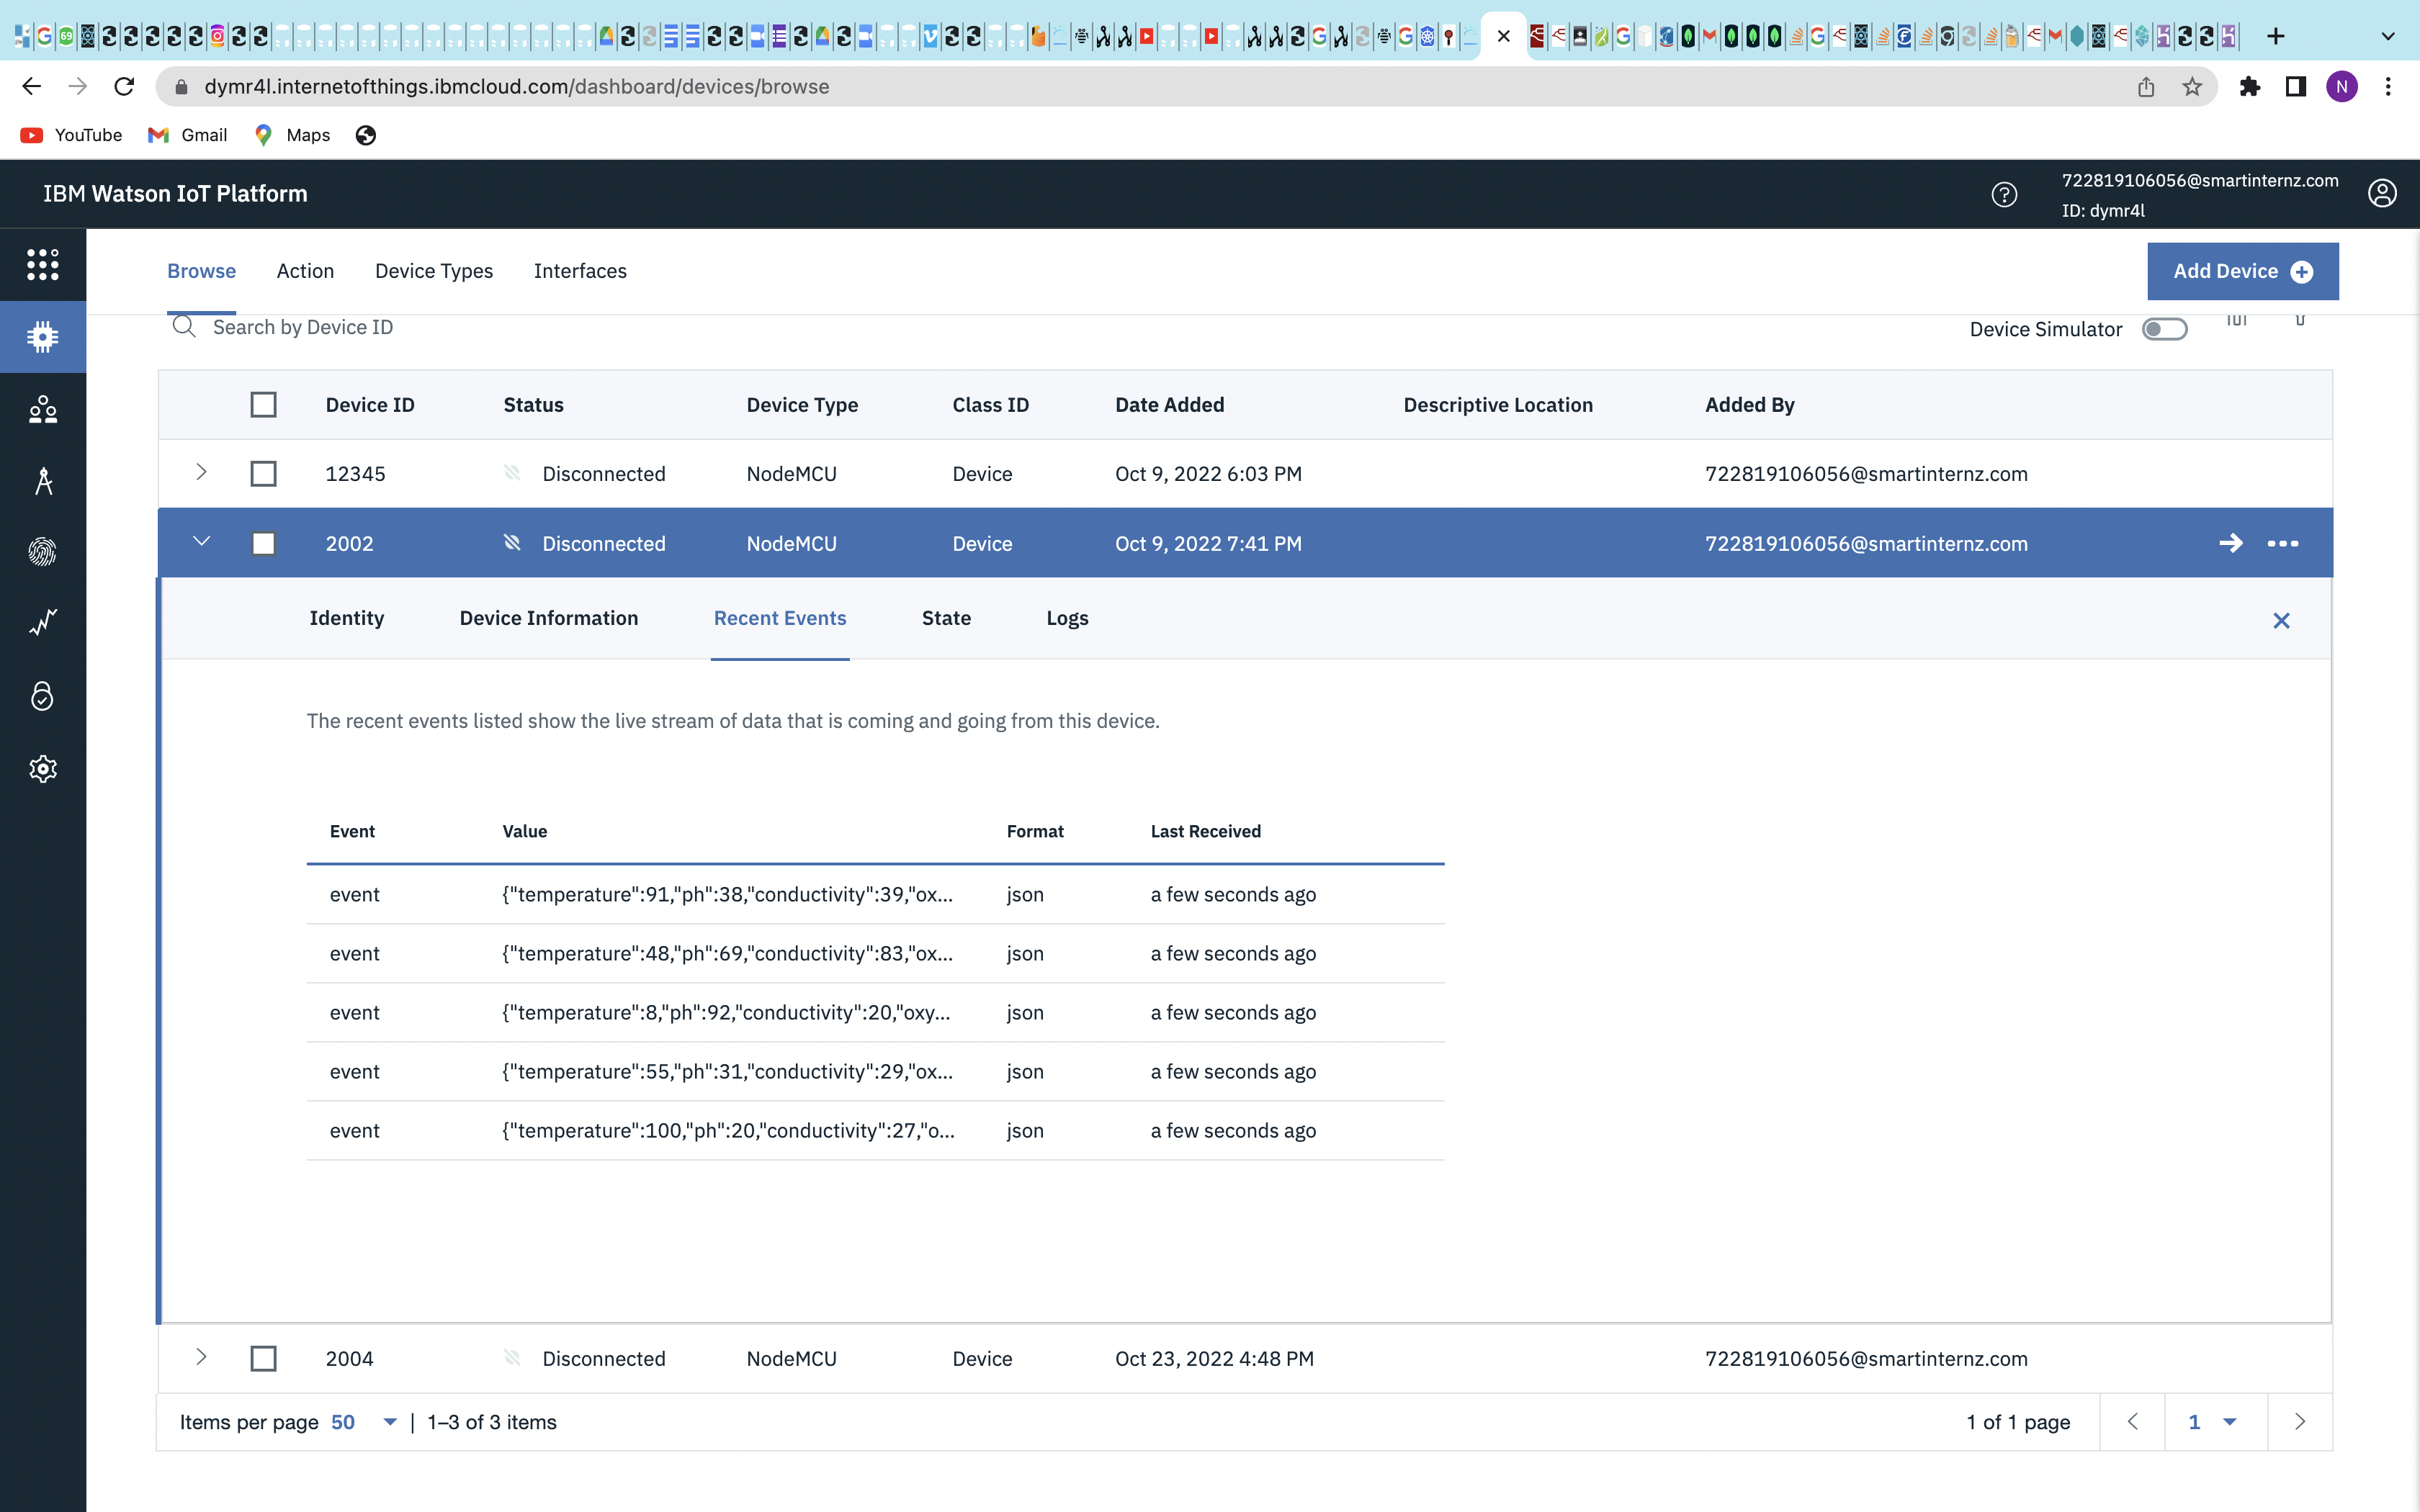 69
dymr4l.internetofthings.ibmcloud.com/dashboard/devices/browse
N
YouTube Gmail Maps
IBM Watson IoT Platform
722819106056@smartinternz.com
ID: dymr4l
Browse Action Device Types Interfaces
Add Device
Search by Device ID
Device Simulator
Device ID Status Device Type Class ID Date Added Descriptive Location Added By
12345 Disconnected NodeMCU Device Oct 9, 2022 6:03 PM 722819106056@smartinternz.com
2002 Disconnected NodeMCU Device Oct 9, 2022 7:41 PM 722819106056@smartinternz.com
Identity Device Information Recent Events State Logs
The recent events listed show the live stream of data that is coming and going from this device.
Event Value Format Last Received
event {"temperature":91,"ph":38,"conductivity":39,"ox... json a few seconds ago
event {"temperature":48,"ph":69,"conductivity":83,"ox... json a few seconds ago
event {"temperature":8,"ph":92,"conductivity":20,"oxy... json a few seconds ago
event {"temperature":55,"ph":31,"conductivity":29,"ox... json a few seconds ago
event {"temperature":100,"ph":20,"conductivity":27,"o... json a few seconds ago
2004 Disconnected NodeMCU Device Oct 23, 2022 4:48 PM 722819106056@smartinternz.com
Items per page 50 | 1–3 of 3 items
1 of 1 page 1